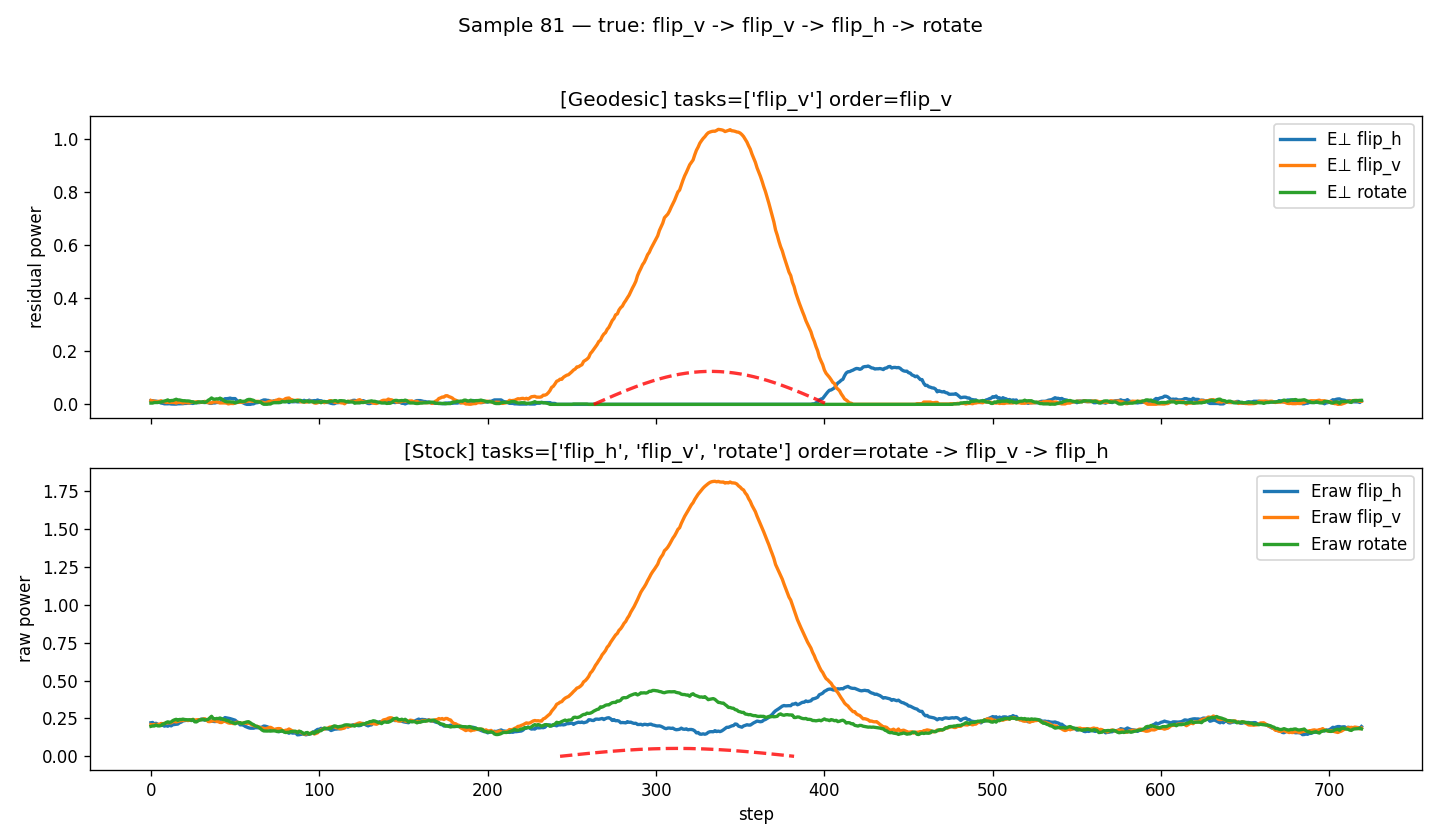 Sample 81 — true: flip_v -> flip_v -> flip_h -> rotate
[Geodesic] tasks=['flip_v'] order=flip_v
residual power
1.0
0.8
0.6
0.4
0.2
0.0
E⊥ flip_h
E⊥ flip_v
E⊥ rotate
[Stock] tasks=['flip_h', 'flip_v', 'rotate'] order=rotate -> flip_v -> flip_h
raw power
1.75
1.50
1.25
1.00
0.75
0.50
0.25
0.00
Eraw flip_h
Eraw flip_v
Eraw rotate
0 100 200 300 400 500 600 700
step